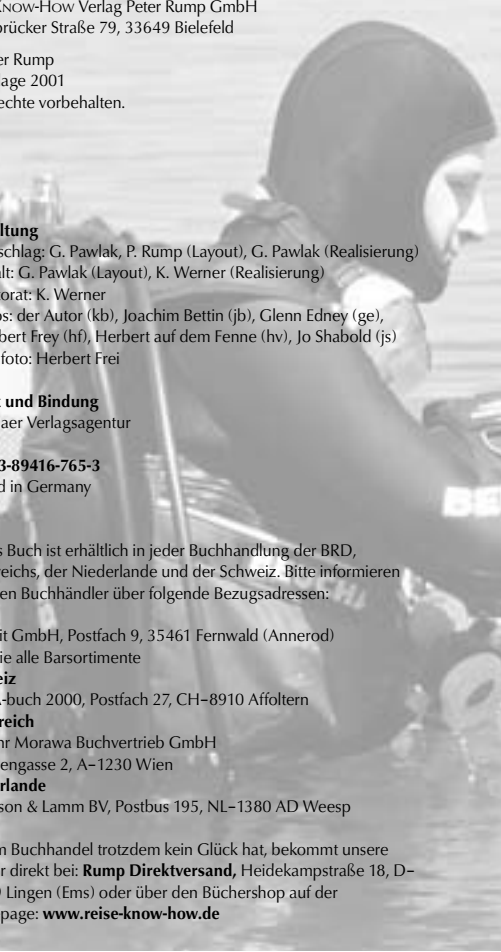 Know-How Verlag Peter Rump GmbH
brücker Straße 79, 33649 Bielefeld
er Rump
lage 2001
echte vorbehalten.
ltung
schlag: G. Pawlak, P. Rump (Layout), G. Pawlak (Realisierung)
alt: G. Pawlak (Layout), K. Werner (Realisierung)
torat: K. Werner
os: der Autor (kb), Joachim Bettin (jb), Glenn Edney (ge),
bert Frey (hf), Herbert auf dem Fenne (hv), Jo Shabold (js)
foto: Herbert Frei
und Bindung
aer Verlagsagentur
3-89416-765-3
d in Germany
s Buch ist erhältlich in jeder Buchhandlung der BRD,
reichs, der Niederlande und der Schweiz. Bitte informieren
en Buchhändler über folgende Bezugsadressen:
it GmbH, Postfach 9, 35461 Fernwald (Annerod)
ie alle Barsortimente
eiz
-buch 2000, Postfach 27, CH–8910 Affoltern
reich
hr Morawa Buchvertrieb GmbH
engasse 2, A–1230 Wien
rlande
son & Lamm BV, Postbus 195, NL–1380 AD Weesp
m Buchhandel trotzdem kein Glück hat, bekommt unsere
r direkt bei: Rump Direktversand, Heidekampstraße 18, D–
Lingen (Ems) oder über den Büchershop auf der
page: www.reise-know-how.de